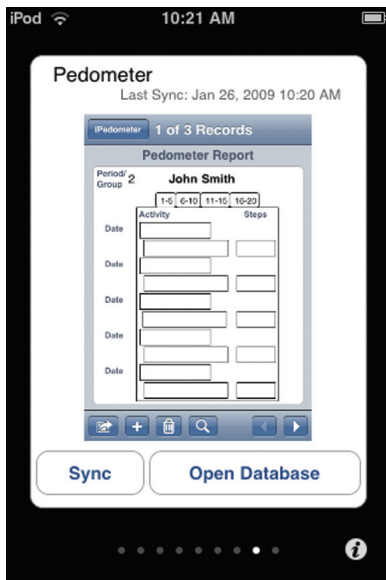 iPod 10:21 AM
Pedometer
Last Sync: Jan 26, 2009 10:20 AM
iPedometer 1 of 3 Records
Pedometer Report
Period/
Group 2 John Smith
1-5 6-10 11-15 16-20
Activity Steps
Date
Date
Date
Date
Date
Sync Open Database